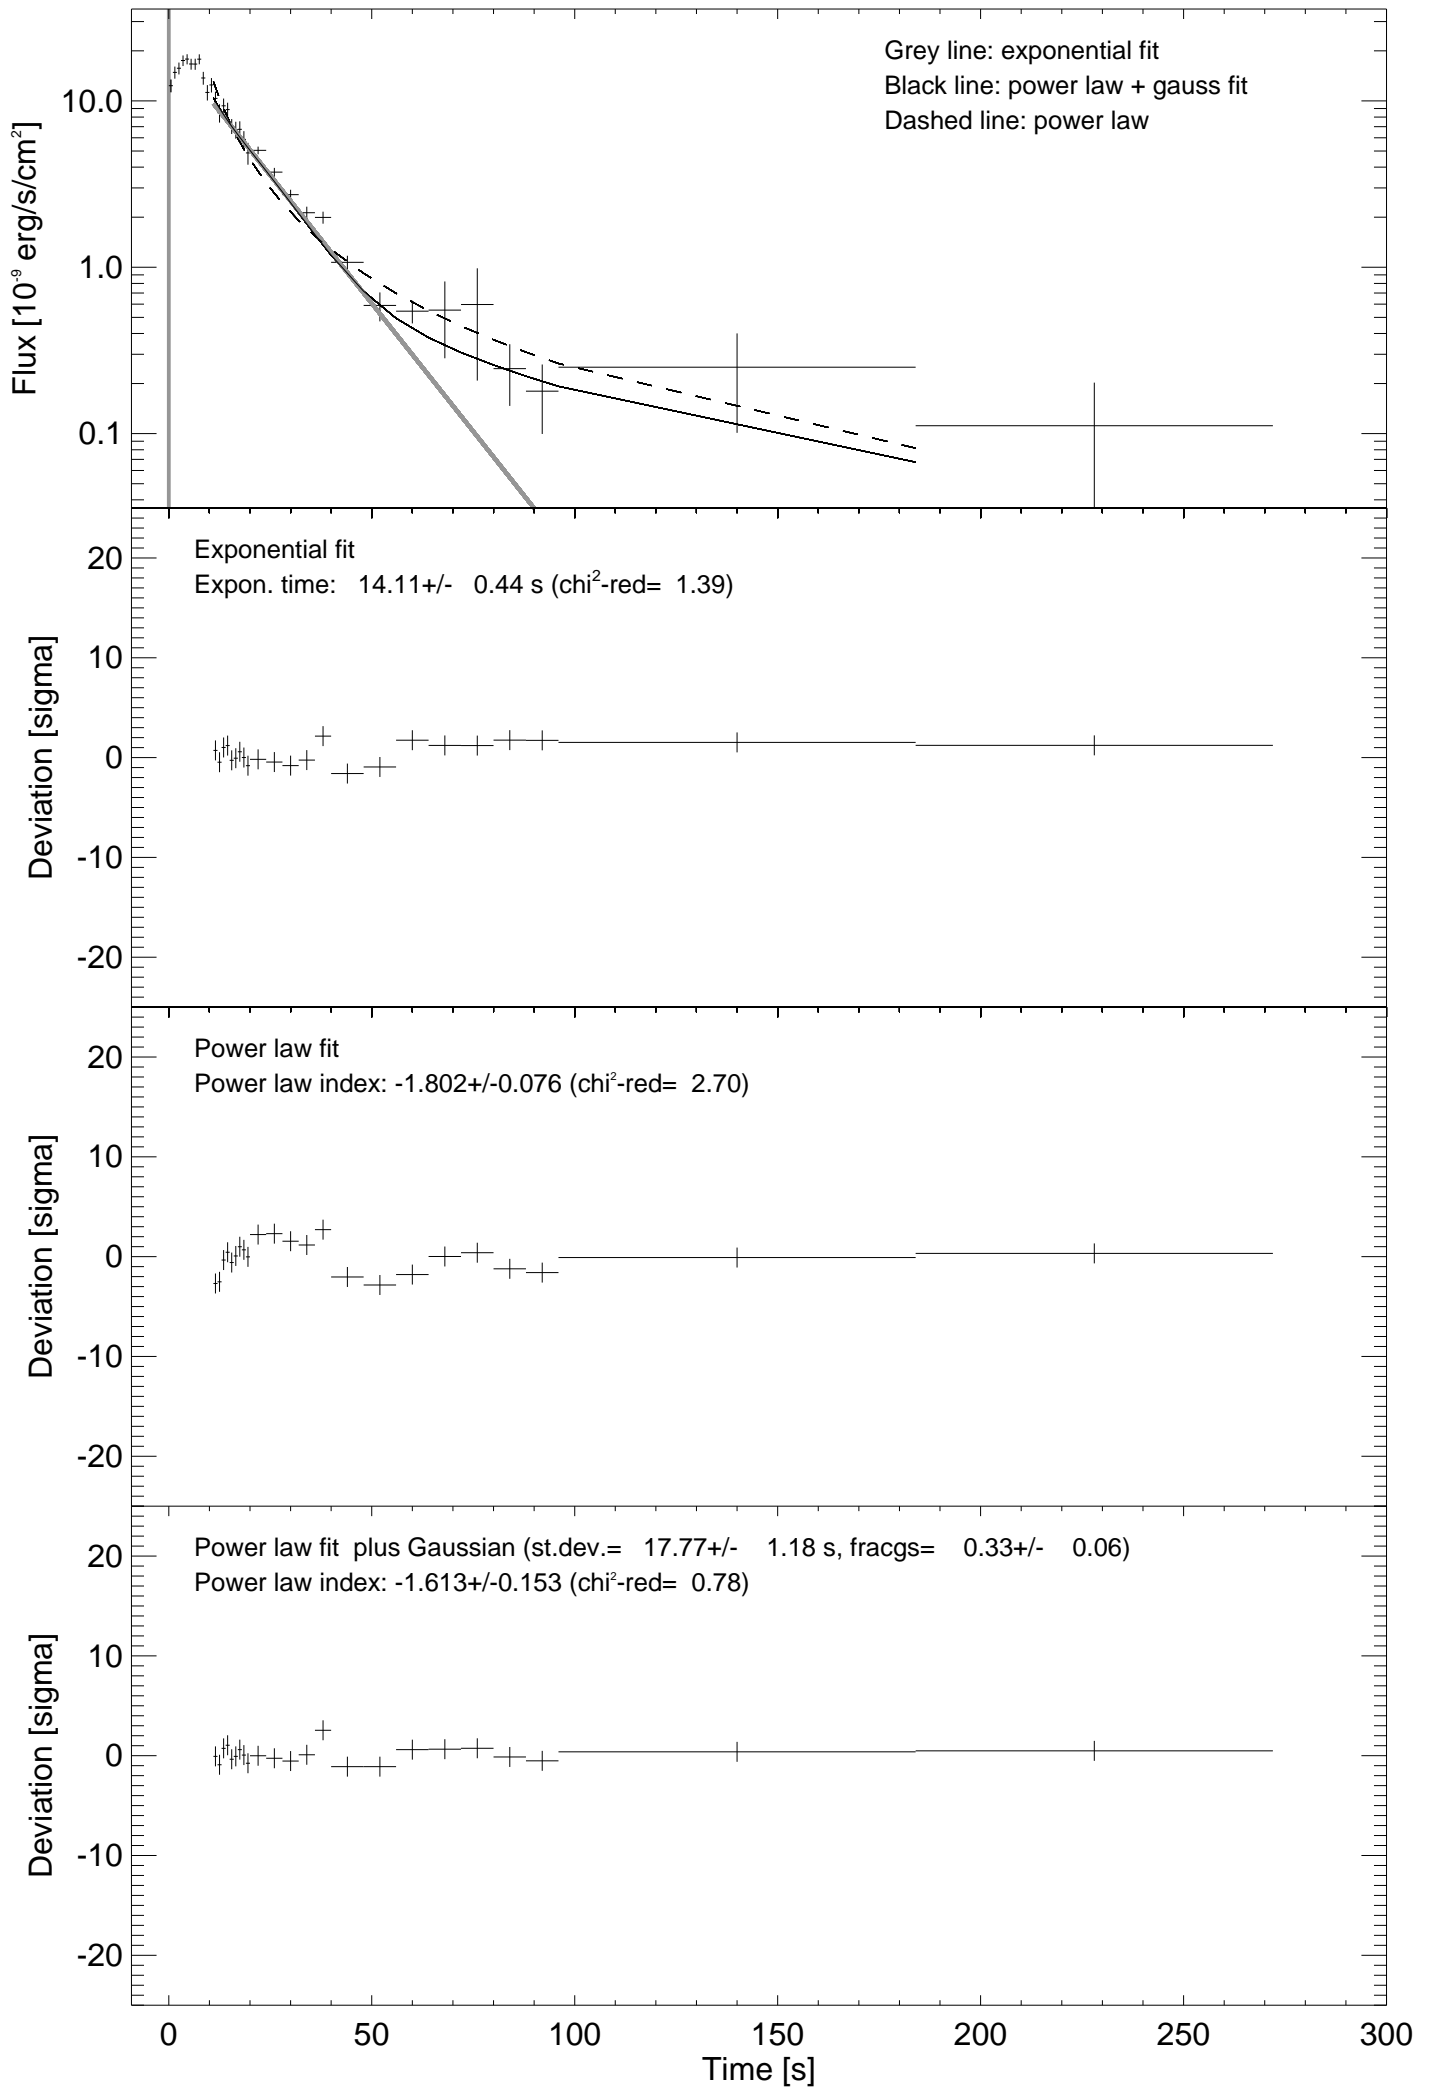 Grey line: exponential fit
Black line: power law + gauss fit
Dashed line: power law
10.0
1.0
0.1
Flux [10⁻⁹ erg/s/cm²]
Exponential fit
Expon. time: 14.11+/- 0.44 s (chi²-red= 1.39)
20
10
0
-10
-20
Deviation [sigma]
Power law fit
Power law index: -1.802+/-0.076 (chi²-red= 2.70)
20
10
0
-10
-20
Deviation [sigma]
Power law fit plus Gaussian (st.dev.= 17.77+/- 1.18 s, fracgs= 0.33+/- 0.06)
Power law index: -1.613+/-0.153 (chi²-red= 0.78)
20
10
0
-10
-20
Deviation [sigma]
0 50 100 150 200 250 300
Time [s]